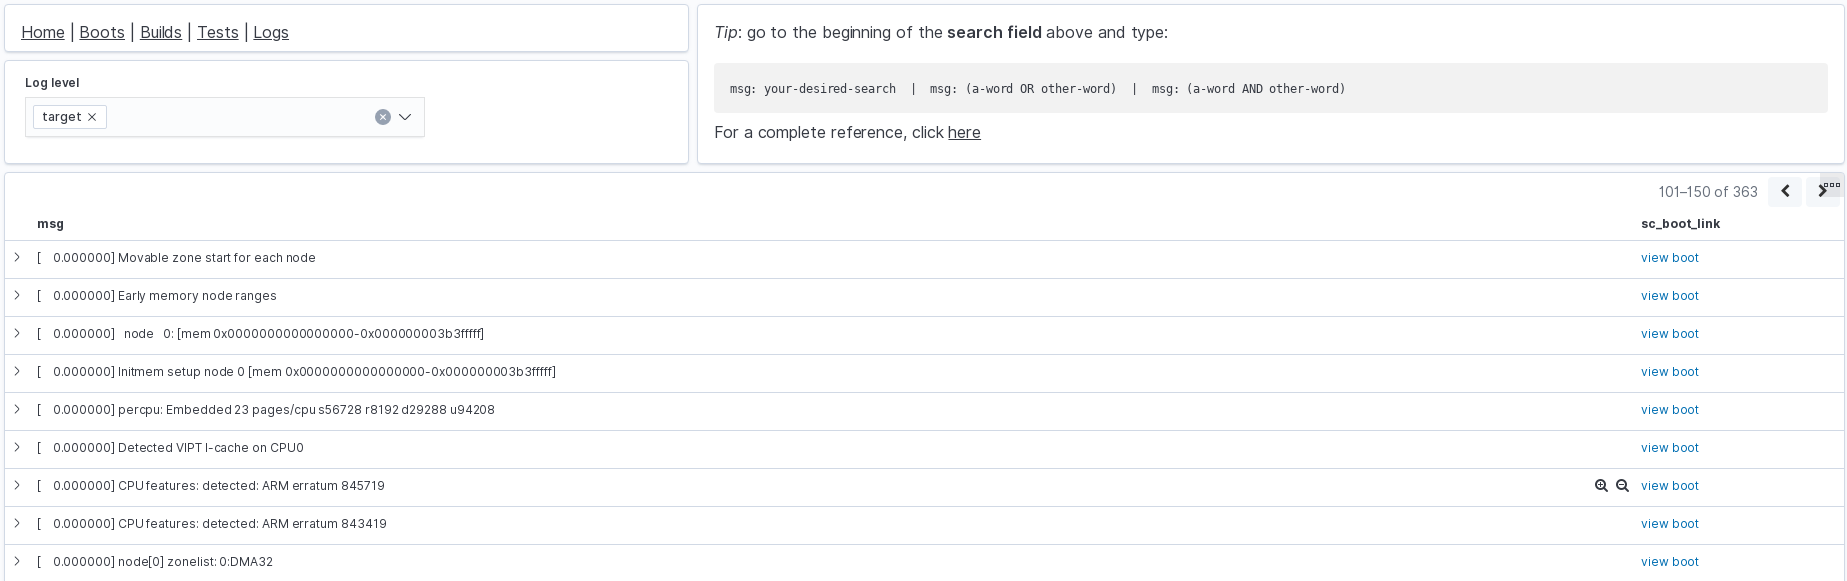 Home | Boots | Builds | Tests | Logs
Tip: go to the beginning of the search field above and type:
msg: your-desired-search  |  msg: (a-word OR other-word)  |  msg: (a-word AND other-word)
For a complete reference, click here
Log level
target
101–150 of 363
msg sc_boot_link
[    0.000000] Movable zone start for each node view boot
[    0.000000] Early memory node ranges view boot
[    0.000000]   node   0: [mem 0x0000000000000000-0x000000003b3fffff] view boot
[    0.000000] Initmem setup node 0 [mem 0x0000000000000000-0x000000003b3fffff] view boot
[    0.000000] percpu: Embedded 23 pages/cpu s56728 r8192 d29288 u94208 view boot
[    0.000000] Detected VIPT I-cache on CPU0 view boot
[    0.000000] CPU features: detected: ARM erratum 845719 view boot
[    0.000000] CPU features: detected: ARM erratum 843419 view boot
[    0.000000] node[0] zonelist: 0:DMA32 view boot